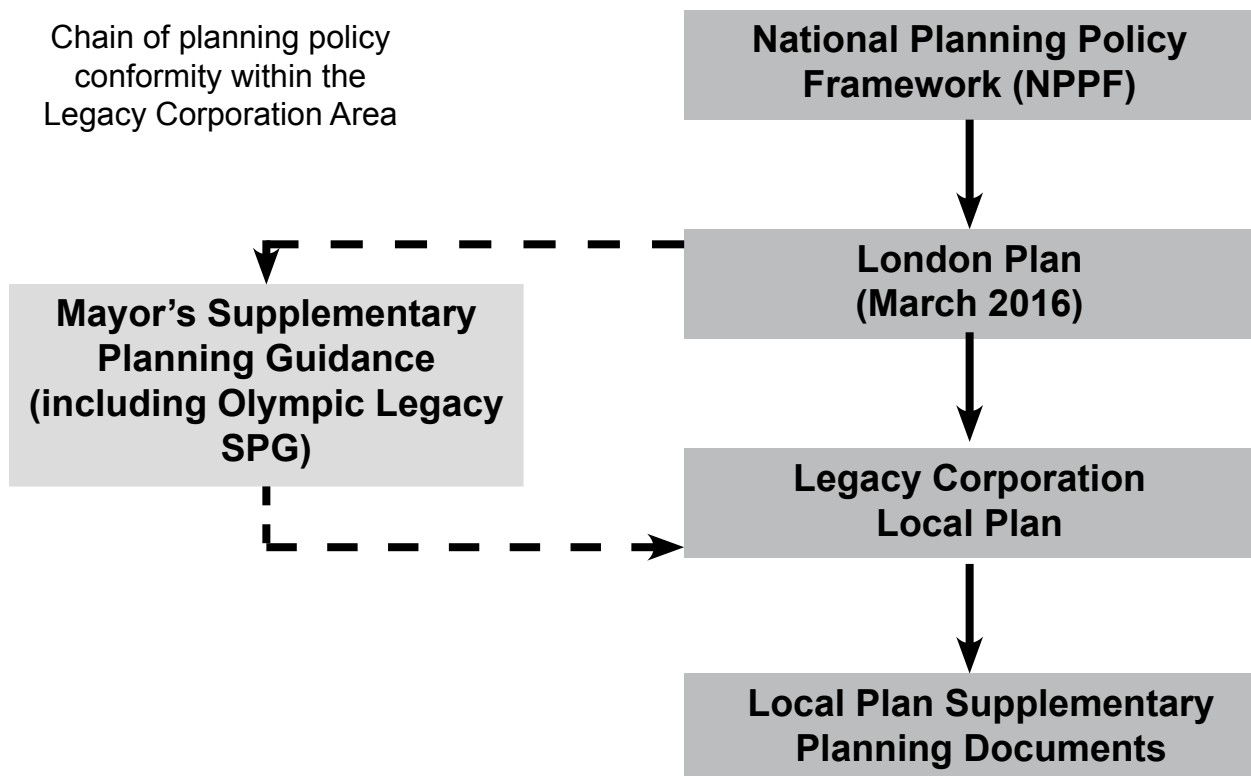 Chain of planning policy
conformity within the
Legacy Corporation Area
National Planning Policy
Framework (NPPF)
London Plan
(March 2016)
Mayor’s Supplementary
Planning Guidance
(including Olympic Legacy
SPG)
Legacy Corporation
Local Plan
Local Plan Supplementary
Planning Documents